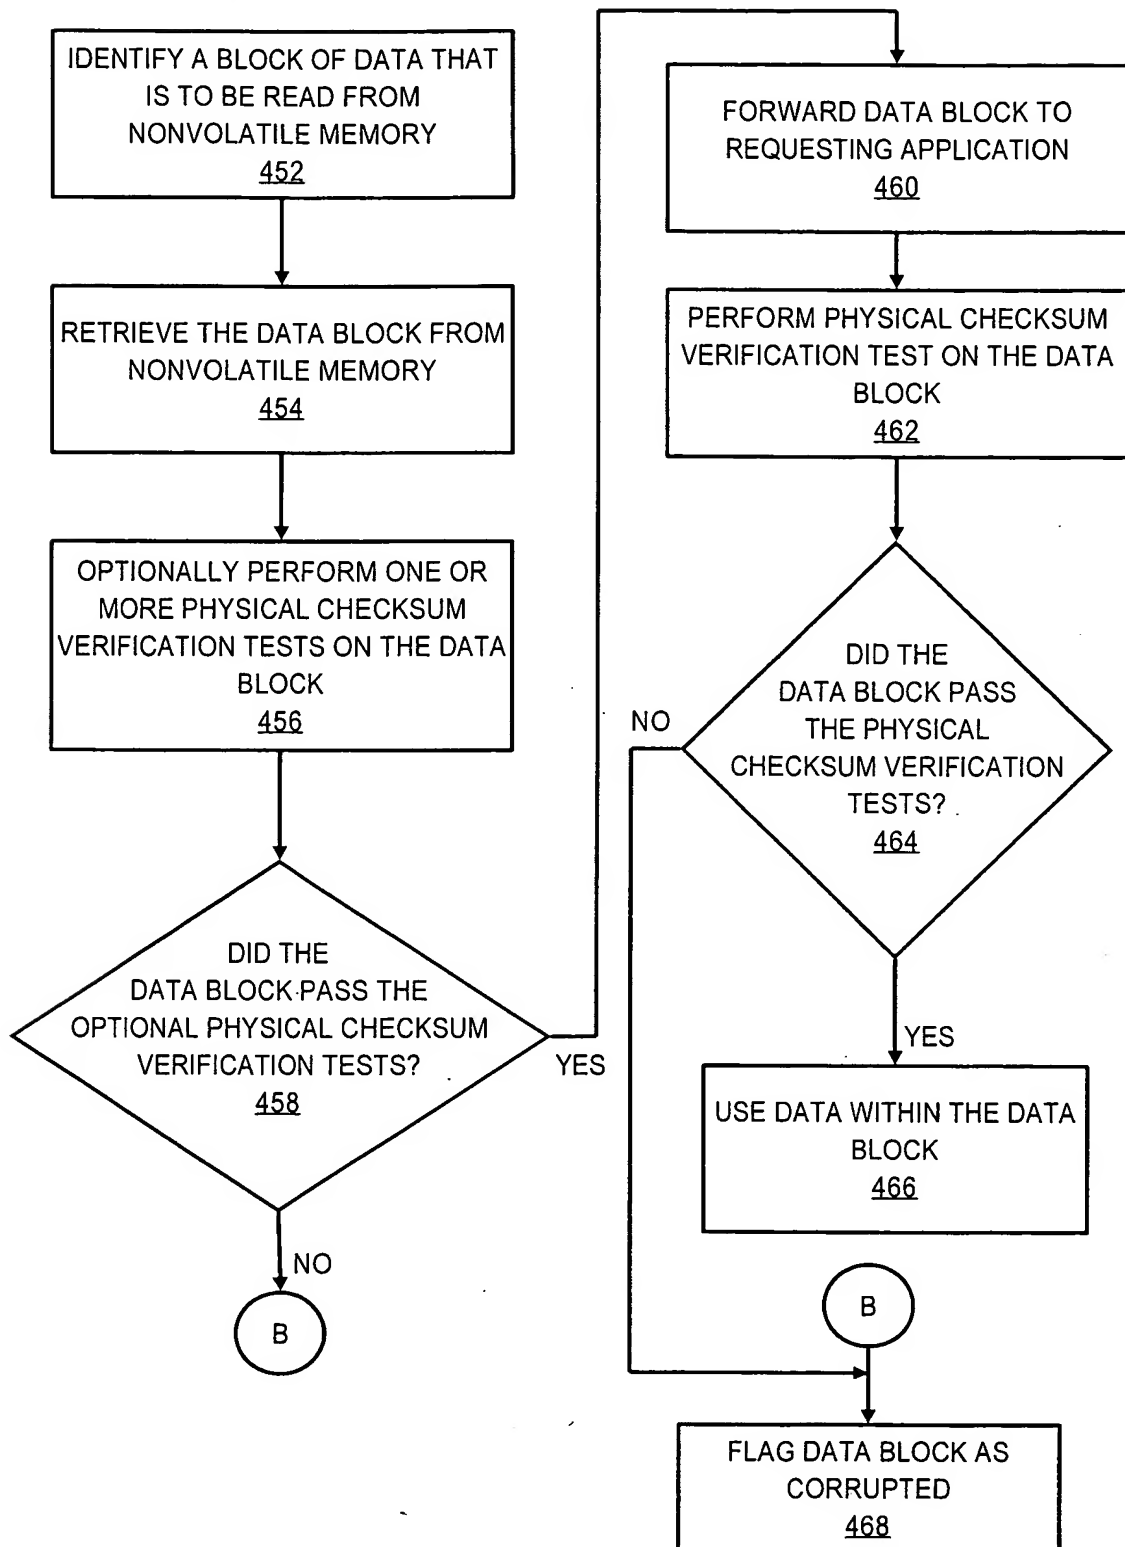 IDENTIFY A BLOCK OF DATA THAT
IS TO BE READ FROM
NONVOLATILE MEMORY
452
RETRIEVE THE DATA BLOCK FROM
NONVOLATILE MEMORY
454
OPTIONALLY PERFORM ONE OR
MORE PHYSICAL CHECKSUM
VERIFICATION TESTS ON THE DATA
BLOCK
456
DID THE
DATA BLOCK PASS THE
OPTIONAL PHYSICAL CHECKSUM
VERIFICATION TESTS?
458
YES
NO
B
FORWARD DATA BLOCK TO
REQUESTING APPLICATION
460
PERFORM PHYSICAL CHECKSUM
VERIFICATION TEST ON THE DATA
BLOCK
462
DID THE
DATA BLOCK PASS
THE PHYSICAL
CHECKSUM VERIFICATION
TESTS?
464
NO
YES
USE DATA WITHIN THE DATA
BLOCK
466
B
FLAG DATA BLOCK AS
CORRUPTED
468